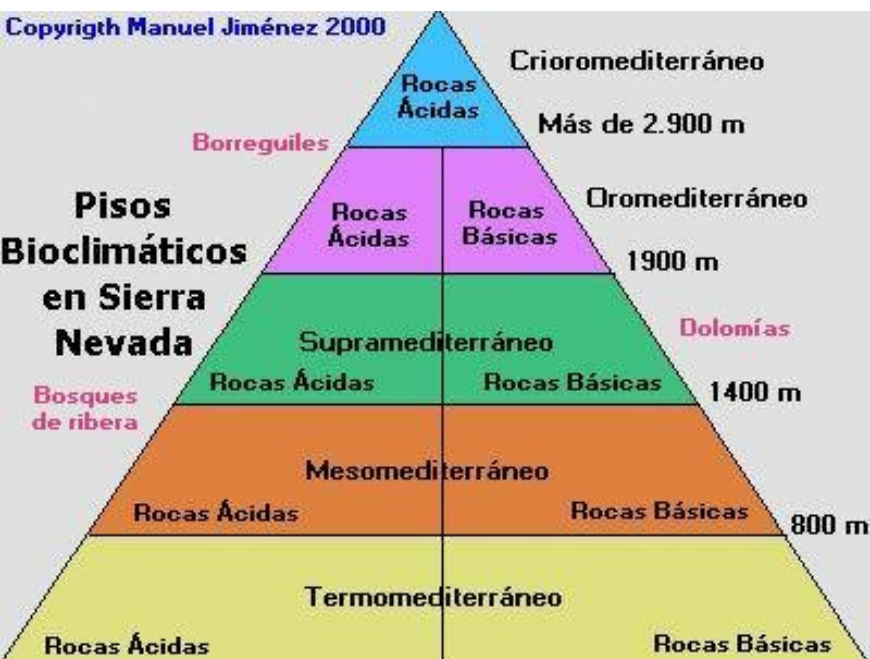 Copyrigth Manuel Jiménez 2000
Crioromediterráneo
Rocas
Ácidas
Más de 2.900 m
Borreguiles
Pisos
Bioclimáticos
en Sierra
Nevada
Oromediterráneo
Rocas
Ácidas
Rocas
Básicas
1900 m
Dolomías
Supramediterráneo
Rocas Ácidas
Rocas Básicas
1400 m
Bosques
de ribera
Mesomediterráneo
Rocas Ácidas
Rocas Básicas
800 m
Termomediterráneo
Rocas Ácidas
Rocas Básicas